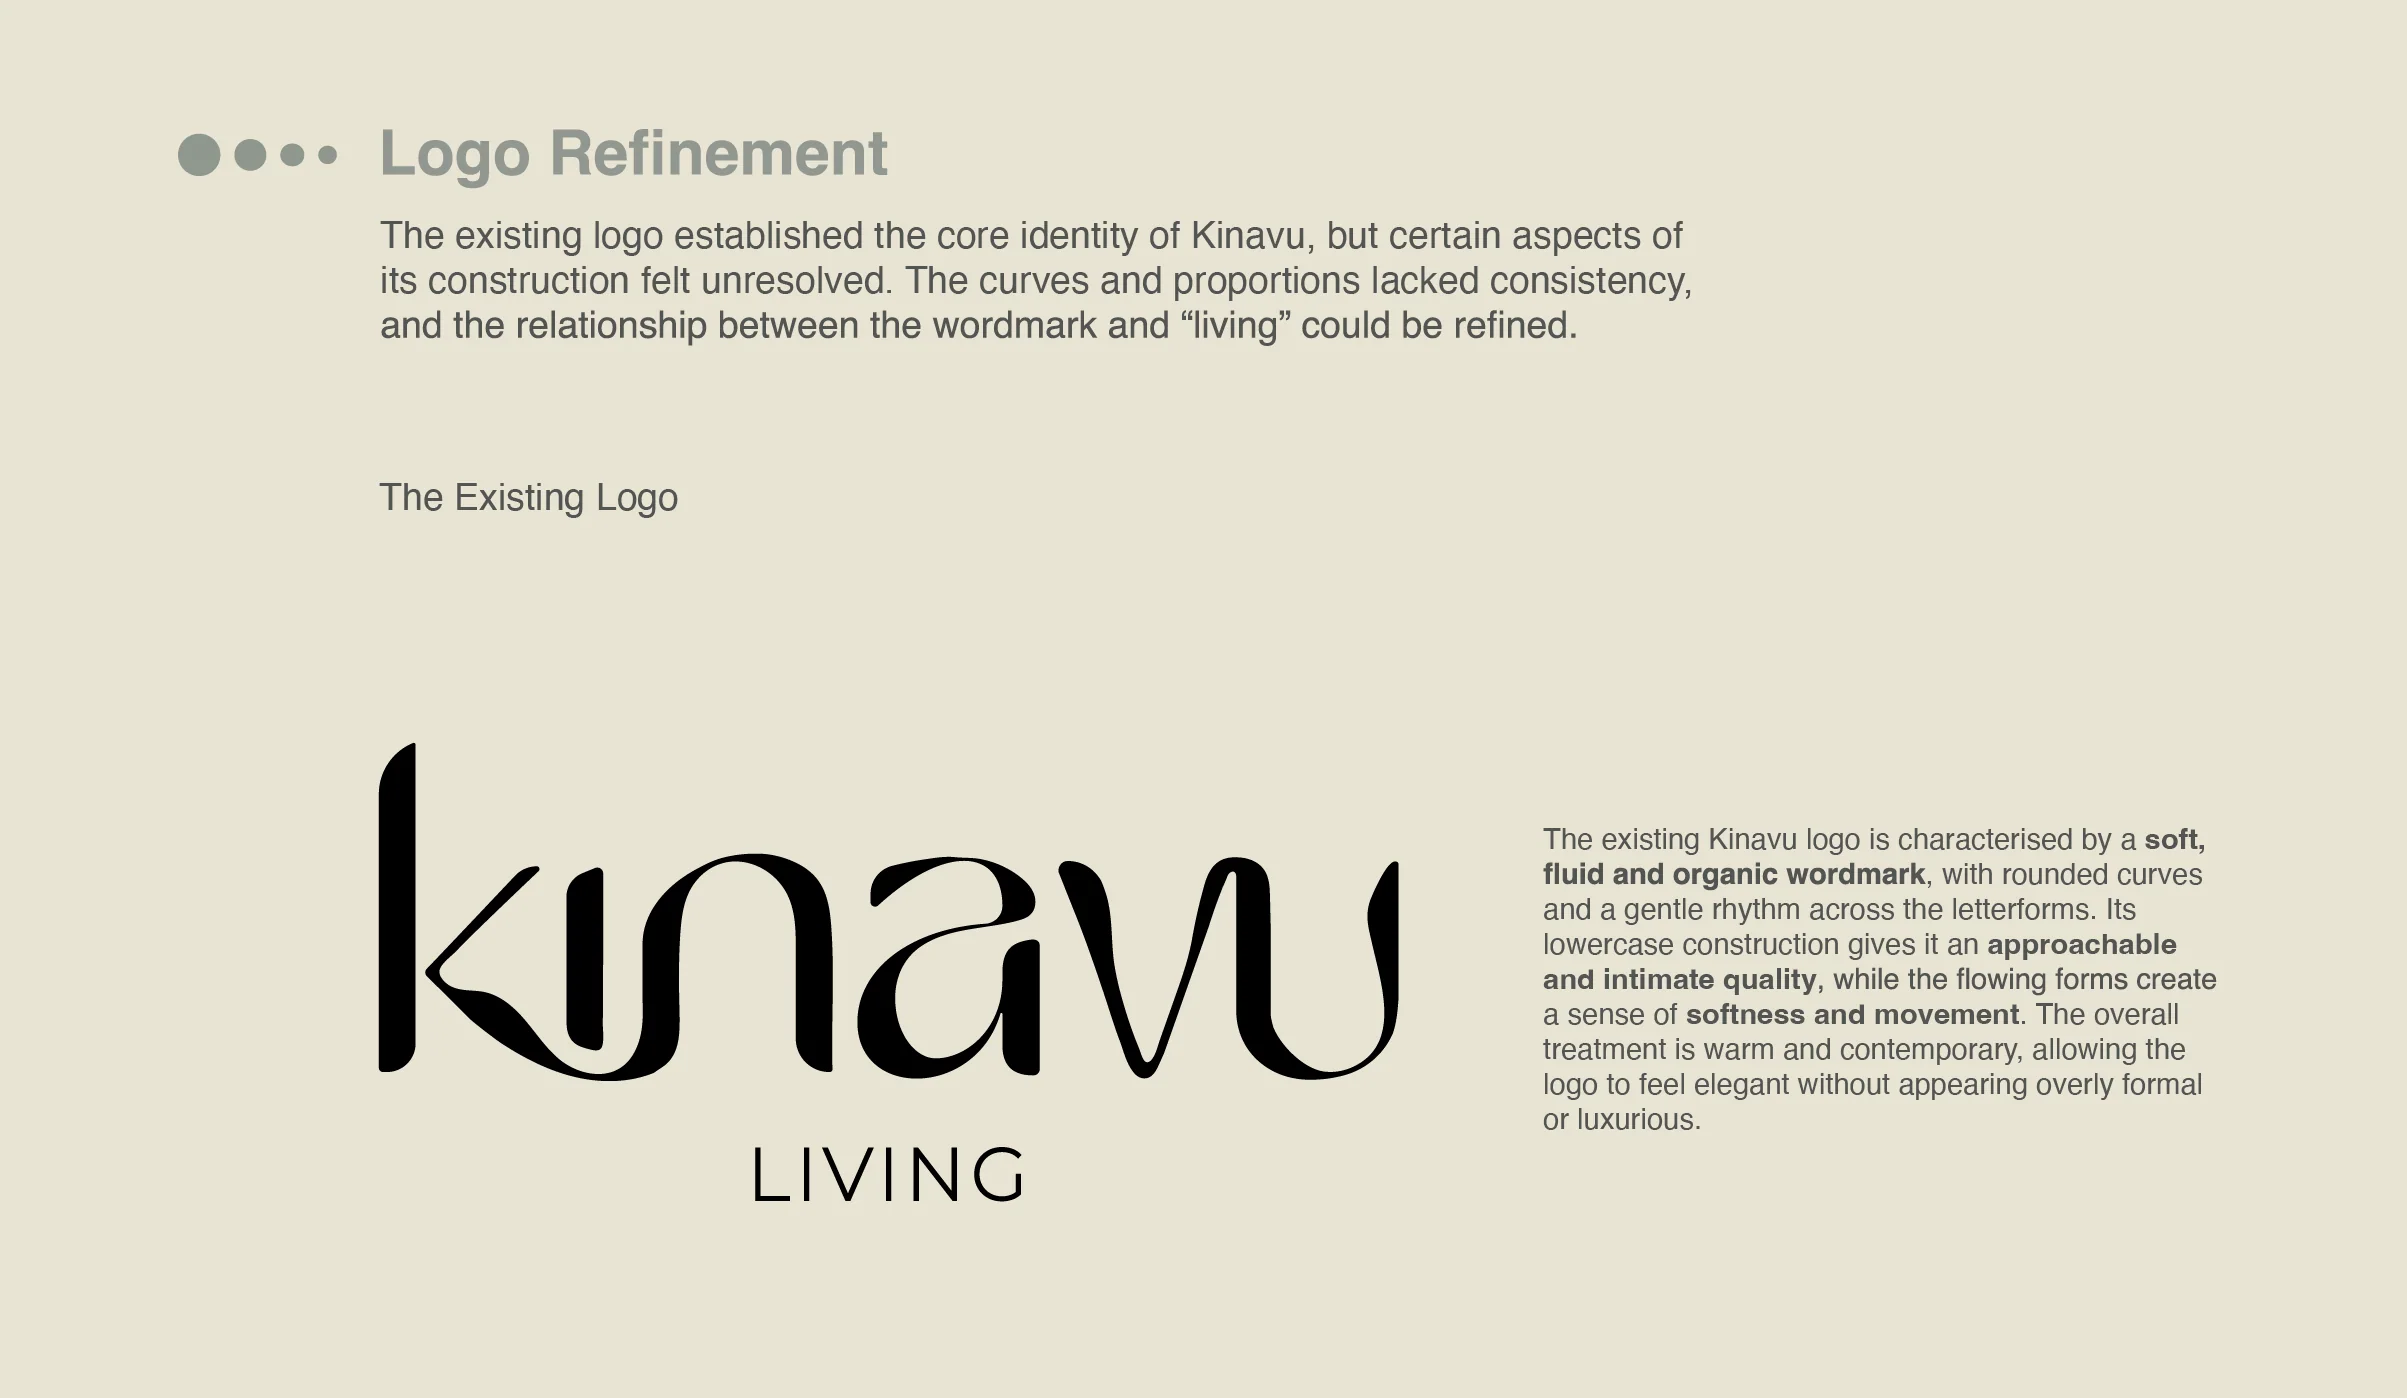 Logo Refinement
The existing logo established the core identity of Kinavu, but certain aspects of
its construction felt unresolved. The curves and proportions lacked consistency,
and the relationship between the wordmark and “living” could be refined.
The Existing Logo
kinavu
LIVING
The existing Kinavu logo is characterised by a soft,
fluid and organic wordmark, with rounded curves
and a gentle rhythm across the letterforms. Its
lowercase construction gives it an approachable
and intimate quality, while the flowing forms create
a sense of softness and movement. The overall
treatment is warm and contemporary, allowing the
logo to feel elegant without appearing overly formal
or luxurious.